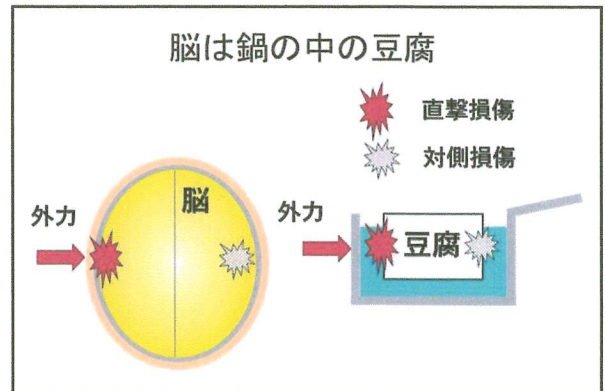 脳は鍋の中の豆腐
直撃損傷
対側損傷
外力
脳
外力
豆腐